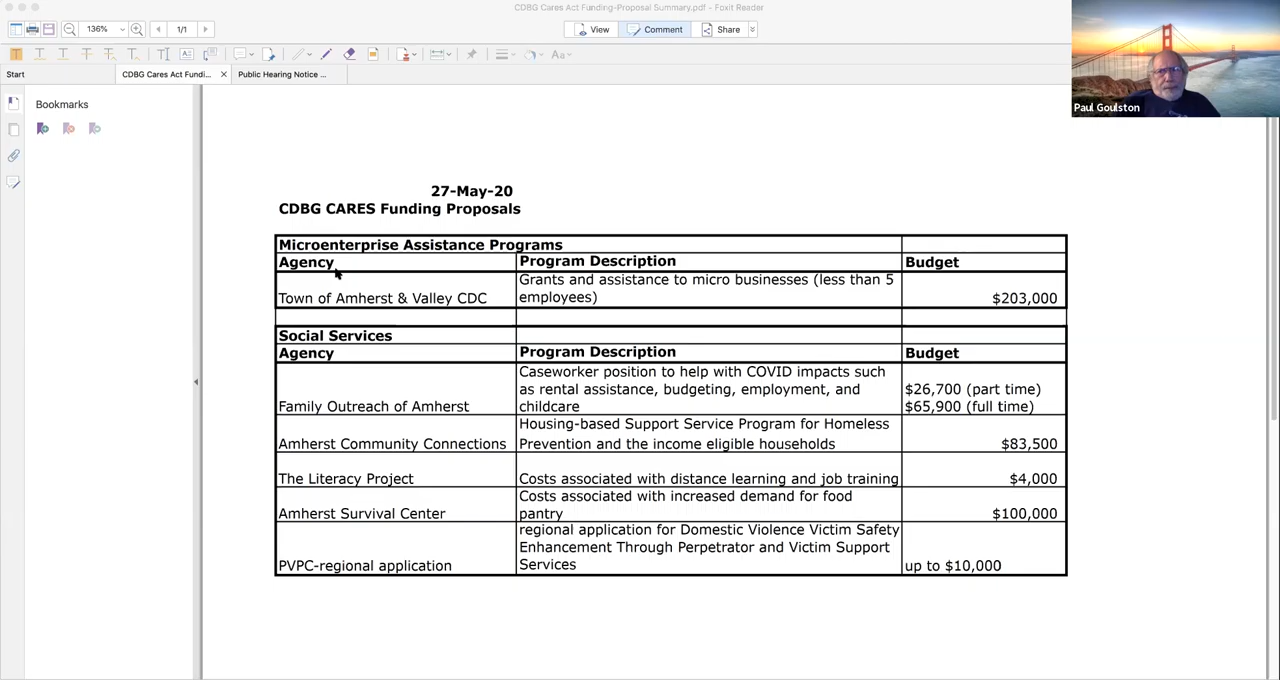 CDBG Cares Act Funding-Proposal Summary.pdf - Foxit Reader
136%
1/1
View
Comment
Share
Start
CDBG Cares Act Fundi...
Public Hearing Notice ...
Bookmarks
Paul Goulston
27-May-20
CDBG CARES Funding Proposals
Microenterprise Assistance Programs
Agency Program Description Budget
Grants and assistance to micro businesses (less than 5
Town of Amherst & Valley CDC employees) $203,000
Social Services
Agency Program Description Budget
Caseworker position to help with COVID impacts such
as rental assistance, budgeting, employment, and $26,700 (part time)
Family Outreach of Amherst childcare $65,900 (full time)
Housing-based Support Service Program for Homeless
Amherst Community Connections Prevention and the income eligible households $83,500
The Literacy Project Costs associated with distance learning and job training $4,000
Costs associated with increased demand for food
Amherst Survival Center pantry $100,000
regional application for Domestic Violence Victim Safety
Enhancement Through Perpetrator and Victim Support
PVPC-regional application Services up to $10,000